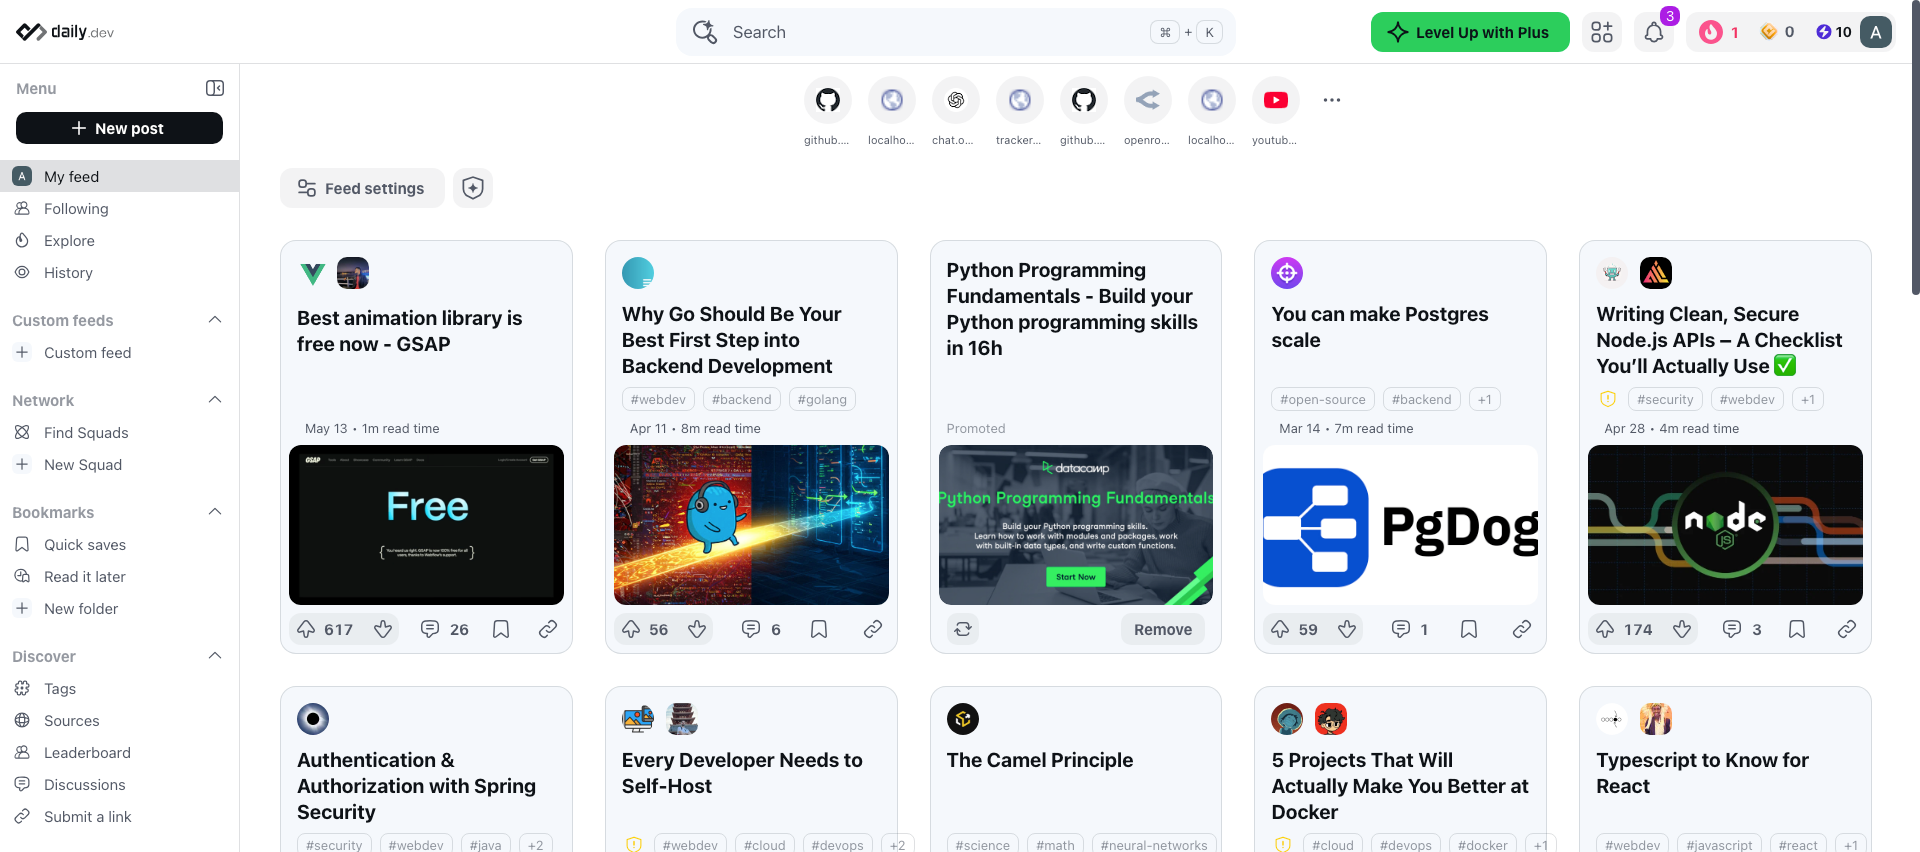 daily.dev
Search
⌘ + K
Level Up with Plus
3
1
0
10
A
Menu
New post
A My feed
Following
Explore
History
Custom feeds
Custom feed
Network
Find Squads
New Squad
Bookmarks
Quick saves
Read it later
New folder
Discover
Tags
Sources
Leaderboard
Discussions
Submit a link
github....
localho...
chat.o...
tracker...
github....
openro...
localho...
youtub...
Feed settings
Best animation library is
free now - GSAP
May 13 • 1m read time
GSAP
Free
617
26
Why Go Should Be Your
Best First Step into
Backend Development
#webdev #backend #golang
Apr 11 • 8m read time
56
6
Python Programming
Fundamentals - Build your
Python programming skills
in 16h
Promoted
datacamp
Python Programming Fundamentals
Build your Python programming skills.
Learn how to work with modules and packages, work
with built-in data types, and write custom functions.
Start Now
Remove
You can make Postgres
scale
#open-source #backend +1
Mar 14 • 7m read time
PgDog
59
1
Writing Clean, Secure
Node.js APIs – A Checklist
You’ll Actually Use ✅
#security #webdev +1
Apr 28 • 4m read time
node
JS
174
3
Authentication &
Authorization with Spring
Security
#security #webdev #java +2
Every Developer Needs to
Self-Host
#webdev #cloud #devops +2
The Camel Principle
#science #math #neural-networks
5 Projects That Will
Actually Make You Better at
Docker
#cloud #devops #docker +1
Typescript to Know for
React
#webdev #javascript #react +1